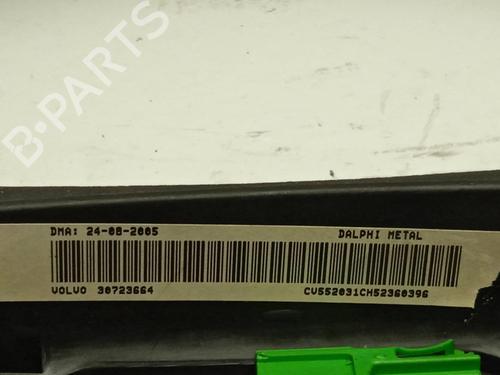 B-PARTS
DMA: 24-08-2005 DALPHI METAL
VOLVO 30723664 CV552031CH52360396